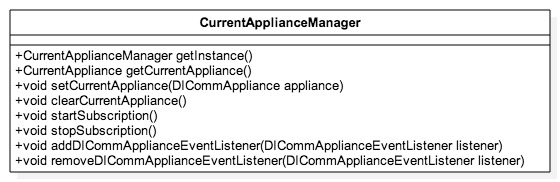 CurrentApplianceManager
+CurrentApplianceManager getInstance()
+CurrentAppliance getCurrentAppliance()
+void setCurrentAppliance(DICommAppliance appliance)
+void clearCurrentAppliance()
+void startSubscription()
+void stopSubscription()
+void addDICommApplianceEventListener(DICommApplianceEventListener listener)
+void removeDICommApplianceEventListener(DICommApplianceEventListener listener)